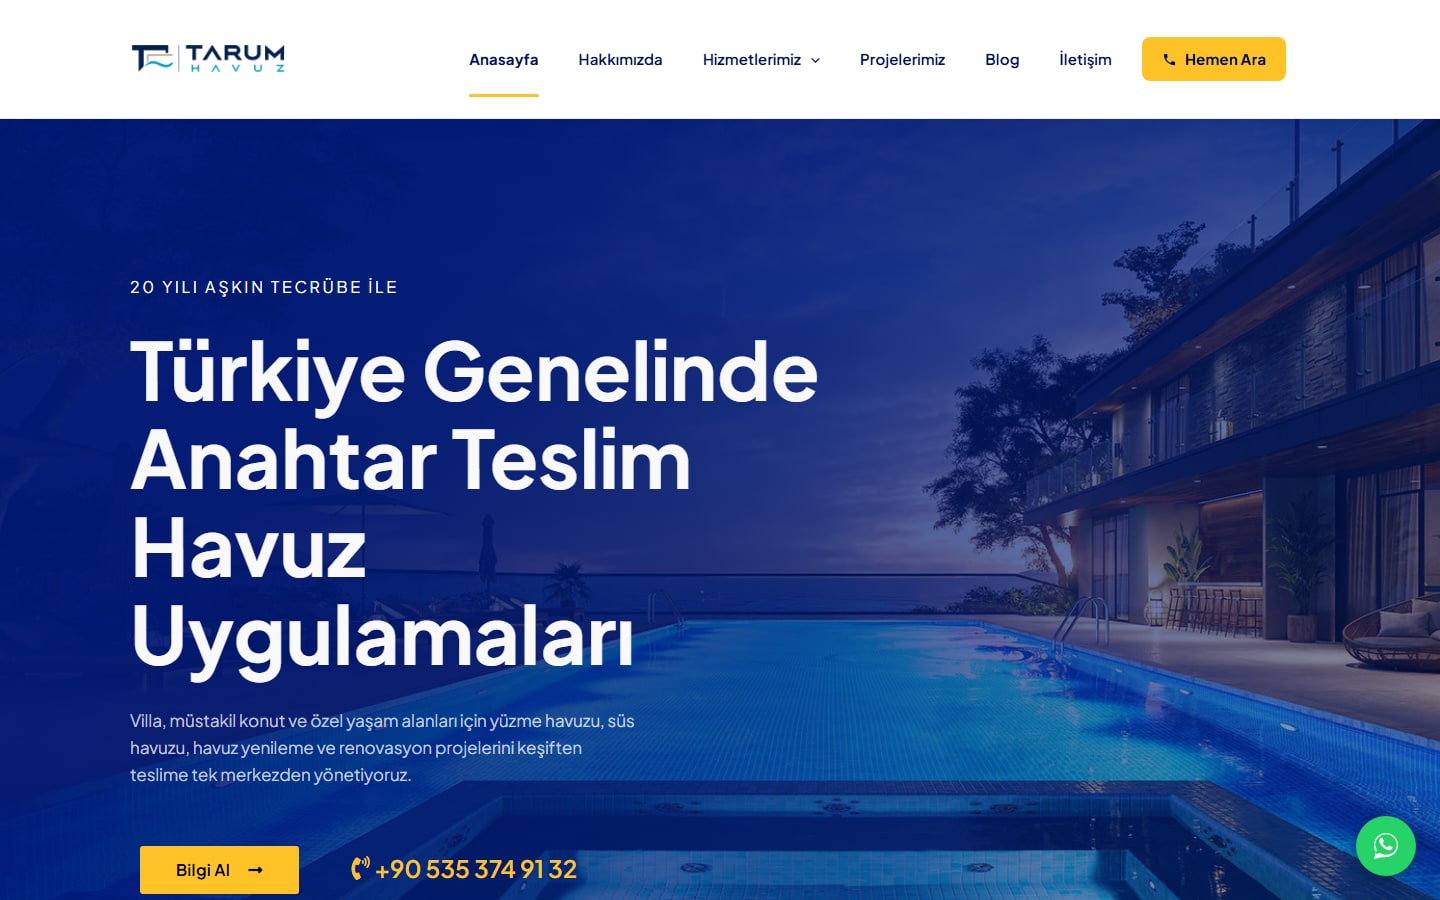 TARUM
HAVUZ
Anasayfa
Hakkımızda
Hizmetlerimiz
Projelerimiz
Blog
İletişim
Hemen Ara
20 YILI AŞKIN TECRÜBE İLE
Türkiye Genelinde
Anahtar Teslim
Havuz
Uygulamaları
Villa, müstakil konut ve özel yaşam alanları için yüzme havuzu, süs
havuzu, havuz yenileme ve renovasyon projelerini keşiften
teslime tek merkezden yönetiyoruz.
Bilgi Al
+90 535 374 91 32